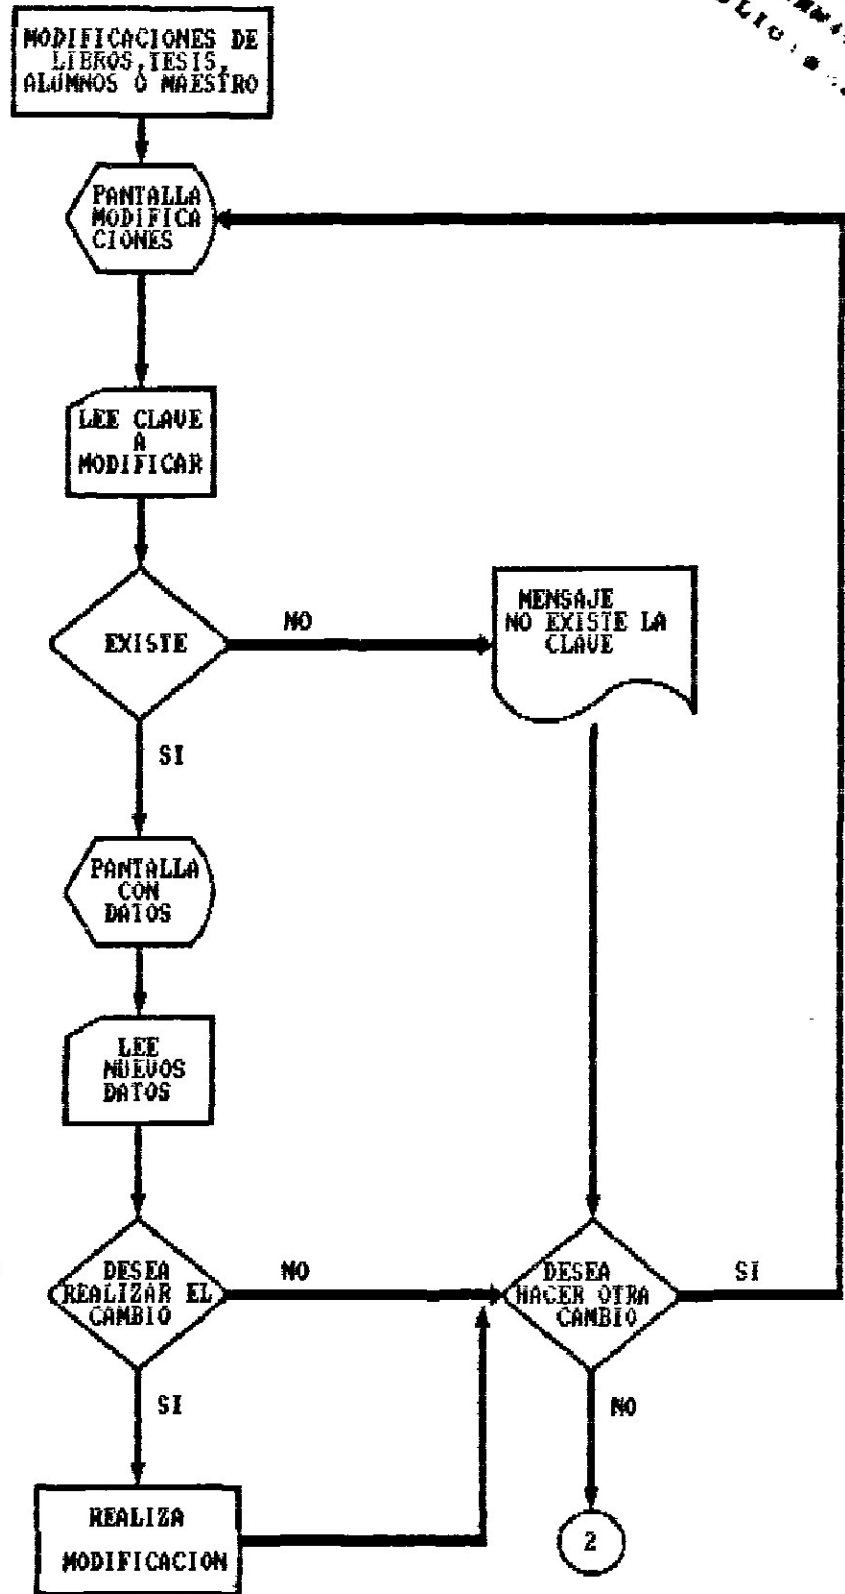 MODIFICACIONES DE
LIBROS, TESIS,
ALUMNOS O MAESTRO
PANTALLA
MODIFICA
CIONES
LEE CLAVE
A
MODIFICAR
EXISTE
NO
MENSAJE
NO EXISTE LA
CLAVE
SI
PANTALLA
CON
DATOS
LEE
NUEVOS
DATOS
DESEA
REALIZAR EL
CAMBIO
NO
DESEA
HACER OTRA
CAMBIO
SI
SI
NO
REALIZA
MODIFICACION
2